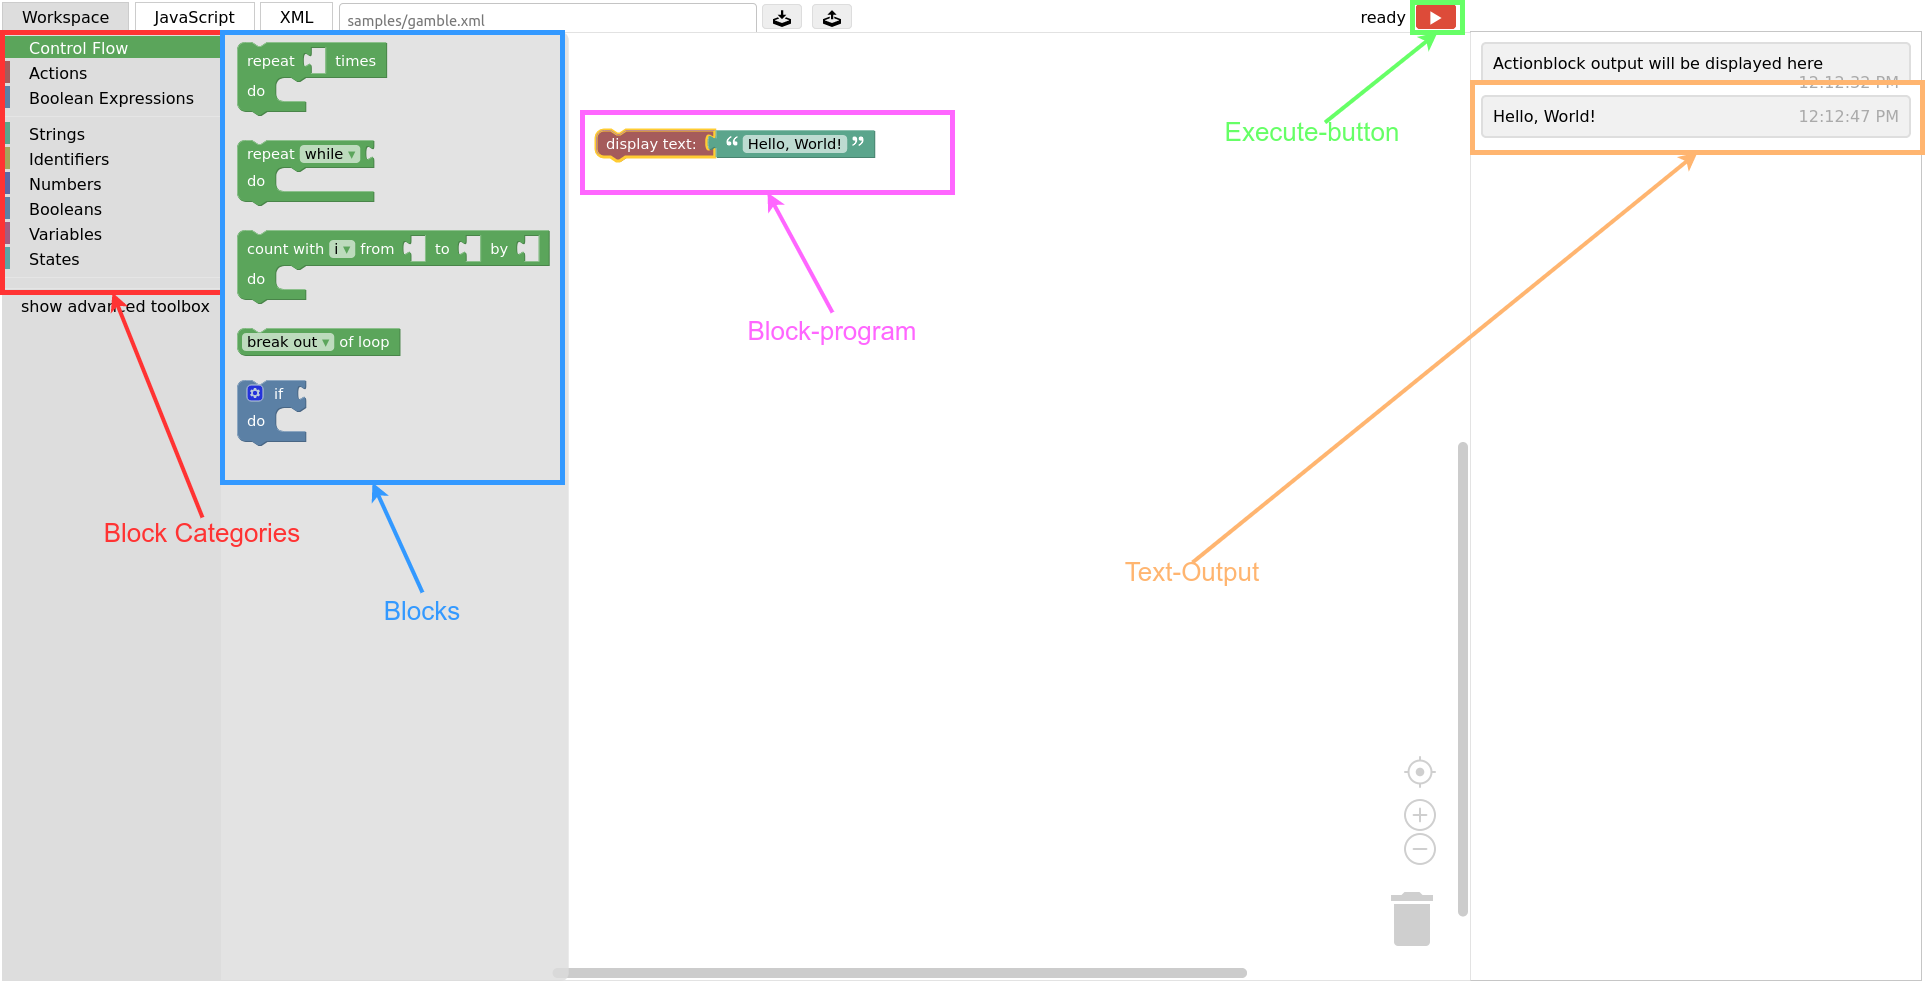 Workspace
JavaScript
XML
samples/gamble.xml
ready
Control Flow
Actions
Boolean Expressions
Strings
Identifiers
Numbers
Booleans
Variables
States
show advanced toolbox
repeat times
do
repeat while ▾
do
count with i ▾ from to by
do
break out ▾ of loop
if
do
display text: “ Hello, World! ”
Actionblock output will be displayed here
12:12:32 PM
Hello, World! 12:12:47 PM
Execute-button
Block-program
Block Categories
Blocks
Text-Output